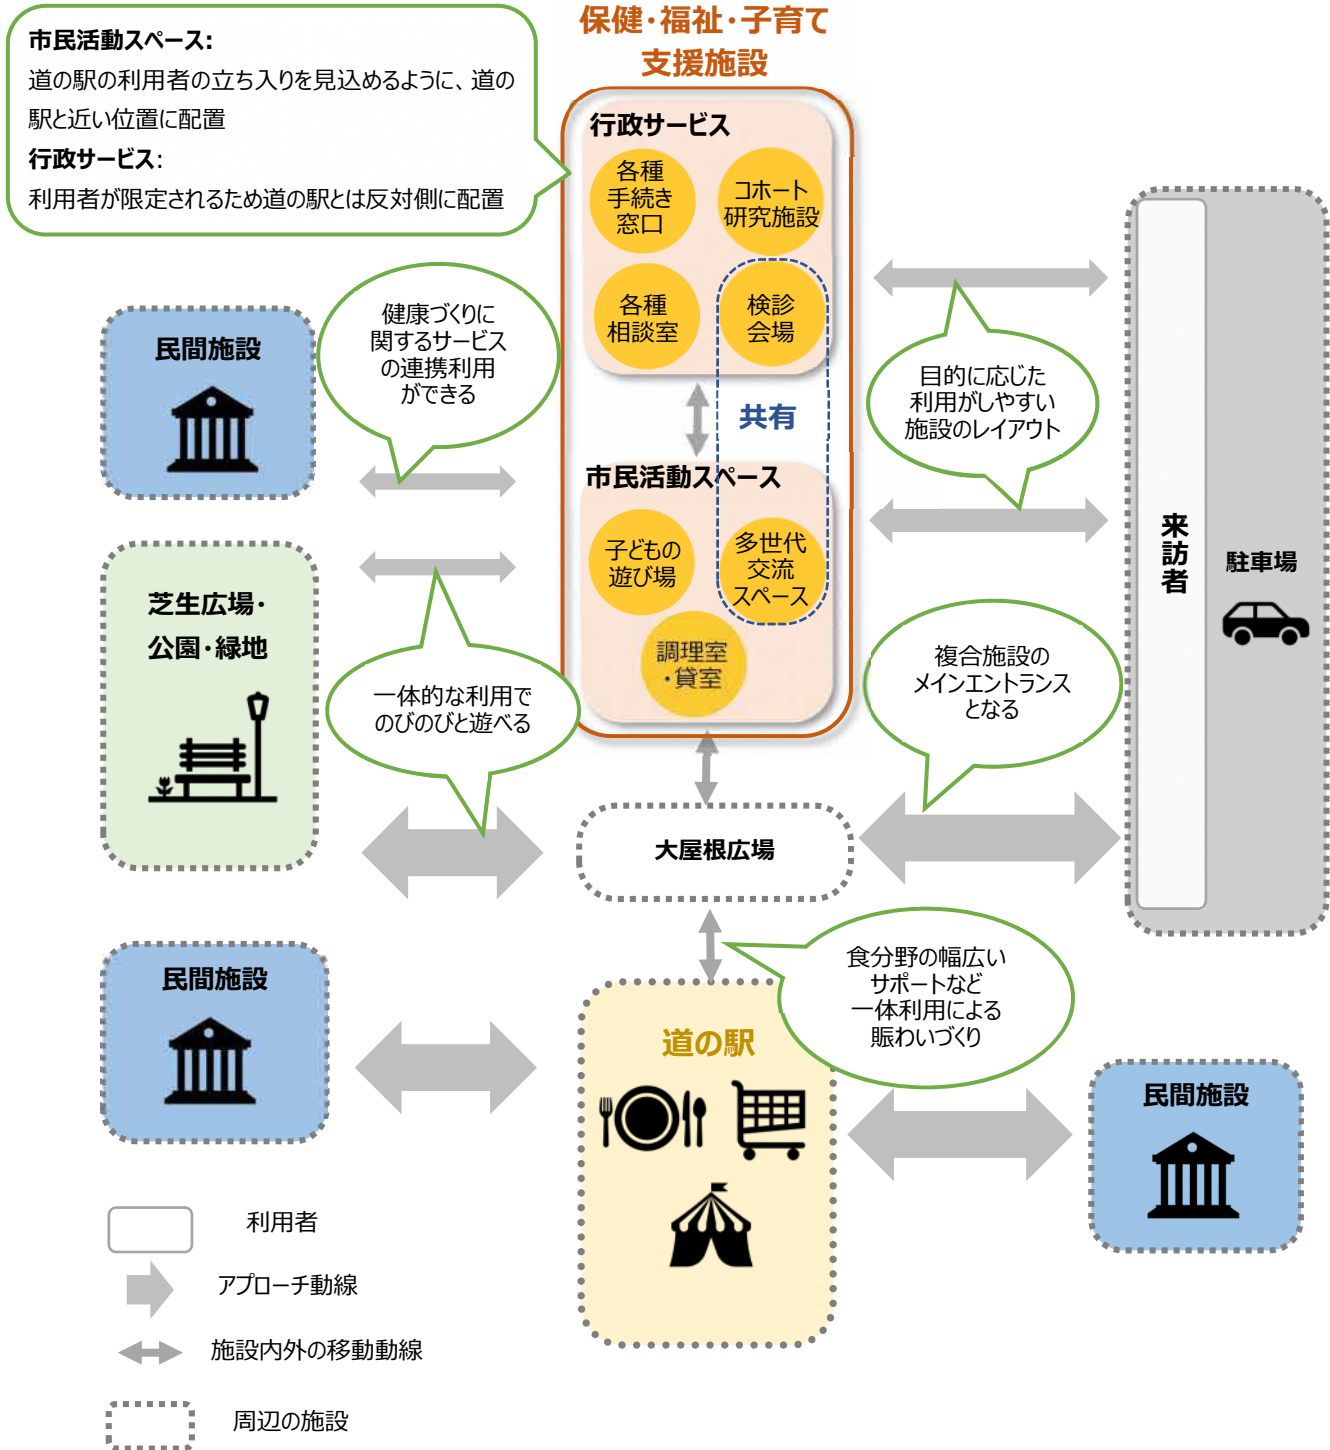 保健・福祉・子育て
支援施設
市民活動スペース:
道の駅の利用者の立ち入りを見込めるように、道の
駅と近い位置に配置
行政サービス:
利用者が限定されるため道の駅とは反対側に配置
行政サービス
各種
手続き
窓口
コホート
研究施設
各種
相談室
検診
会場
共有
市民活動スペース
子どもの
遊び場
多世代
交流
スペース
調理室
・貸室
民間施設
健康づくりに
関するサービス
の連携利用
ができる
目的に応じた
利用がしやすい
施設のレイアウト
来訪者
駐車場
芝生広場・
公園・緑地
一体的な利用で
のびのびと遊べる
複合施設の
メインエントランス
となる
大屋根広場
民間施設
食分野の幅広い
サポートなど
一体利用による
賑わいづくり
道の駅
民間施設
利用者
アプローチ動線
施設内外の移動動線
周辺の施設